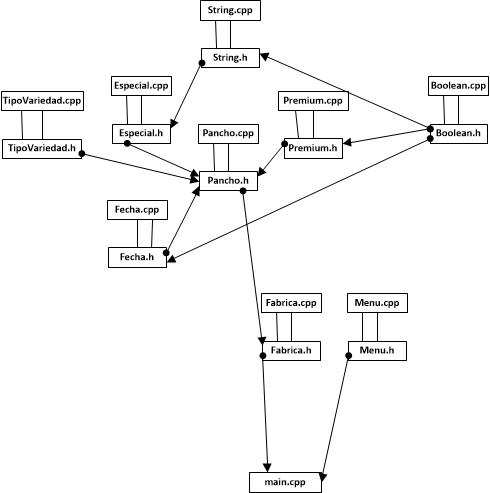 String.cpp
String.h
TipoVariedad.cpp
Especial.cpp
Premium.cpp
Boolean.cpp
TipoVariedad.h
Especial.h
Pancho.cpp
Premium.h
Boolean.h
Pancho.h
Fecha.cpp
Fecha.h
Fabrica.cpp
Menu.cpp
Fabrica.h
Menu.h
main.cpp